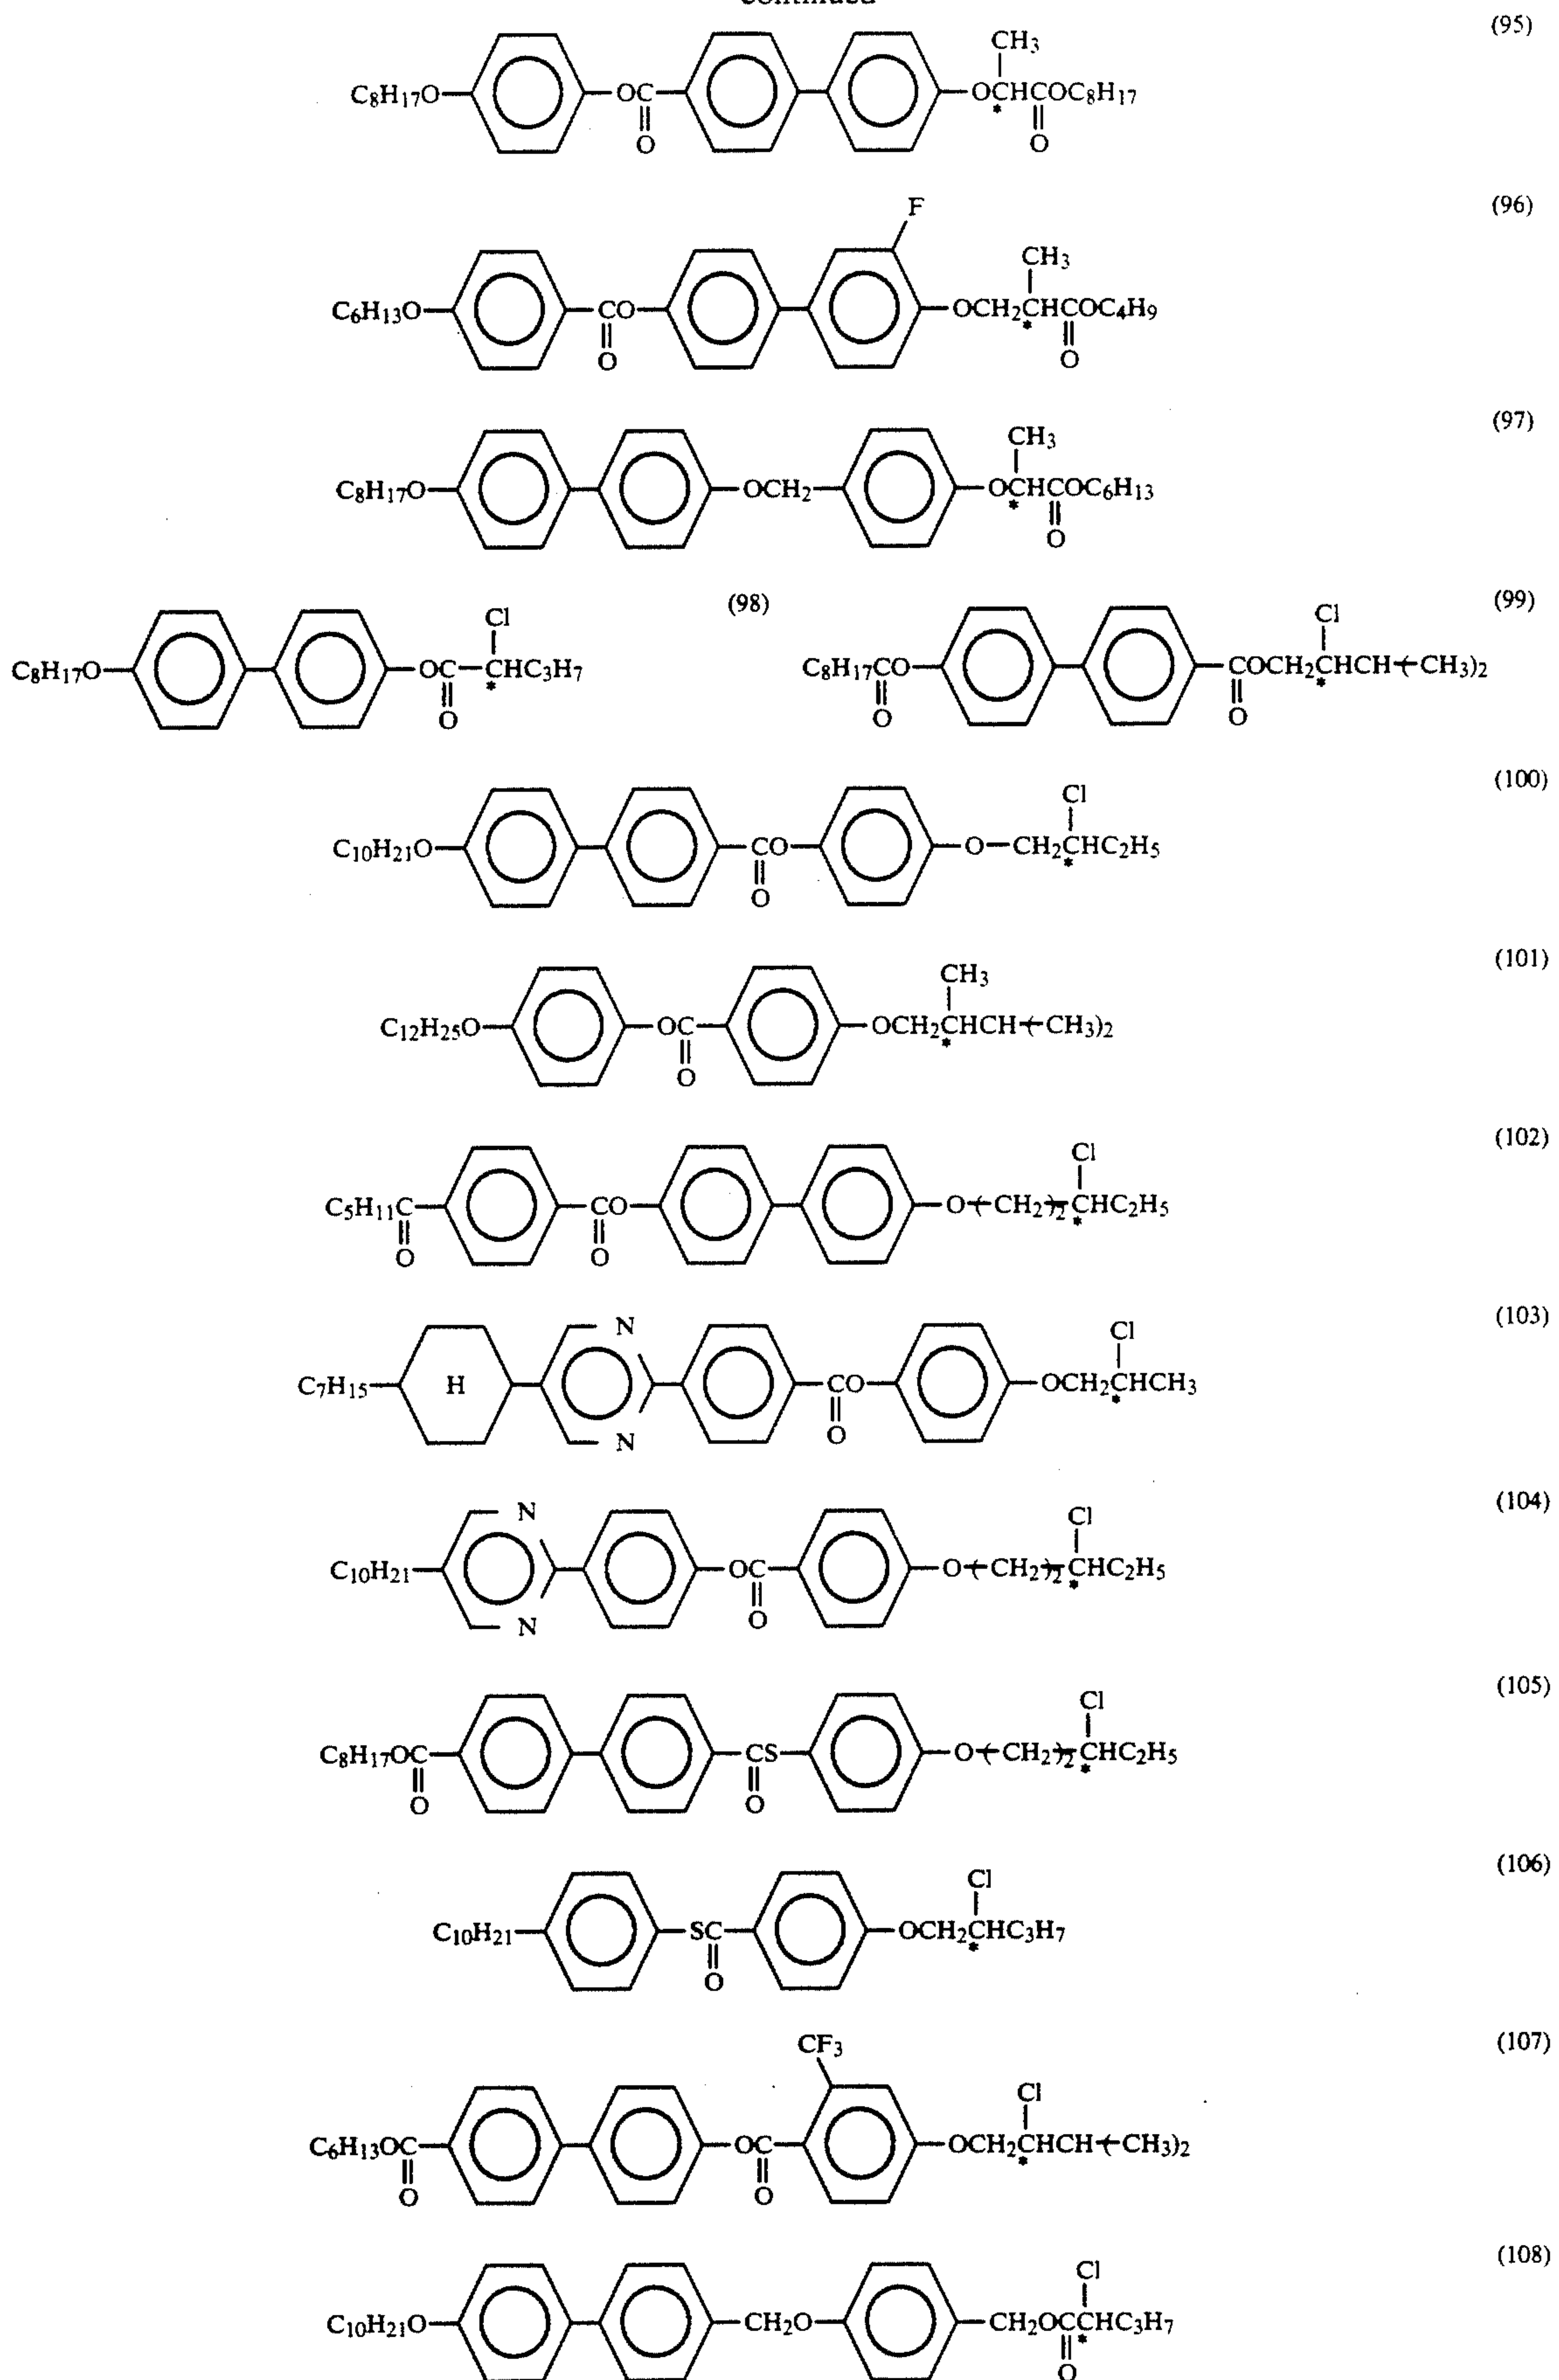 (95)
CH3
C8H17O OC OCHCOC8H17
O * O
(96)
F
CH3
C6H13O CO OCH2CHCOC4H9
O * O
(97)
CH3
C8H17O OCH2 OCHCOC6H13
* O
(98)
Cl
C8H17O OC CHC3H7
O *
(99)
Cl
C8H17CO COCH2CHCH(CH3)2
O O *
(100)
Cl
C10H21O CO O CH2CHC2H5
O *
(101)
CH3
C12H25O OC OCH2CHCH(CH3)2
O *
(102)
Cl
C5H11C CO O(CH2)2CHC2H5
O O *
(103)
N Cl
C7H15 H CO OCH2CHCH3
N O *
(104)
N Cl
C10H21 OC O(CH2)2CHC2H5
N O *
(105)
Cl
C8H17OC CS O(CH2)2CHC2H5
O O *
(106)
Cl
C10H21 SC OCH2CHC3H7
O *
(107)
CF3
Cl
C6H13OC OC OCH2CHCH(CH3)2
O O *
(108)
Cl
C10H21O CH2O CH2OCCHC3H7
O *